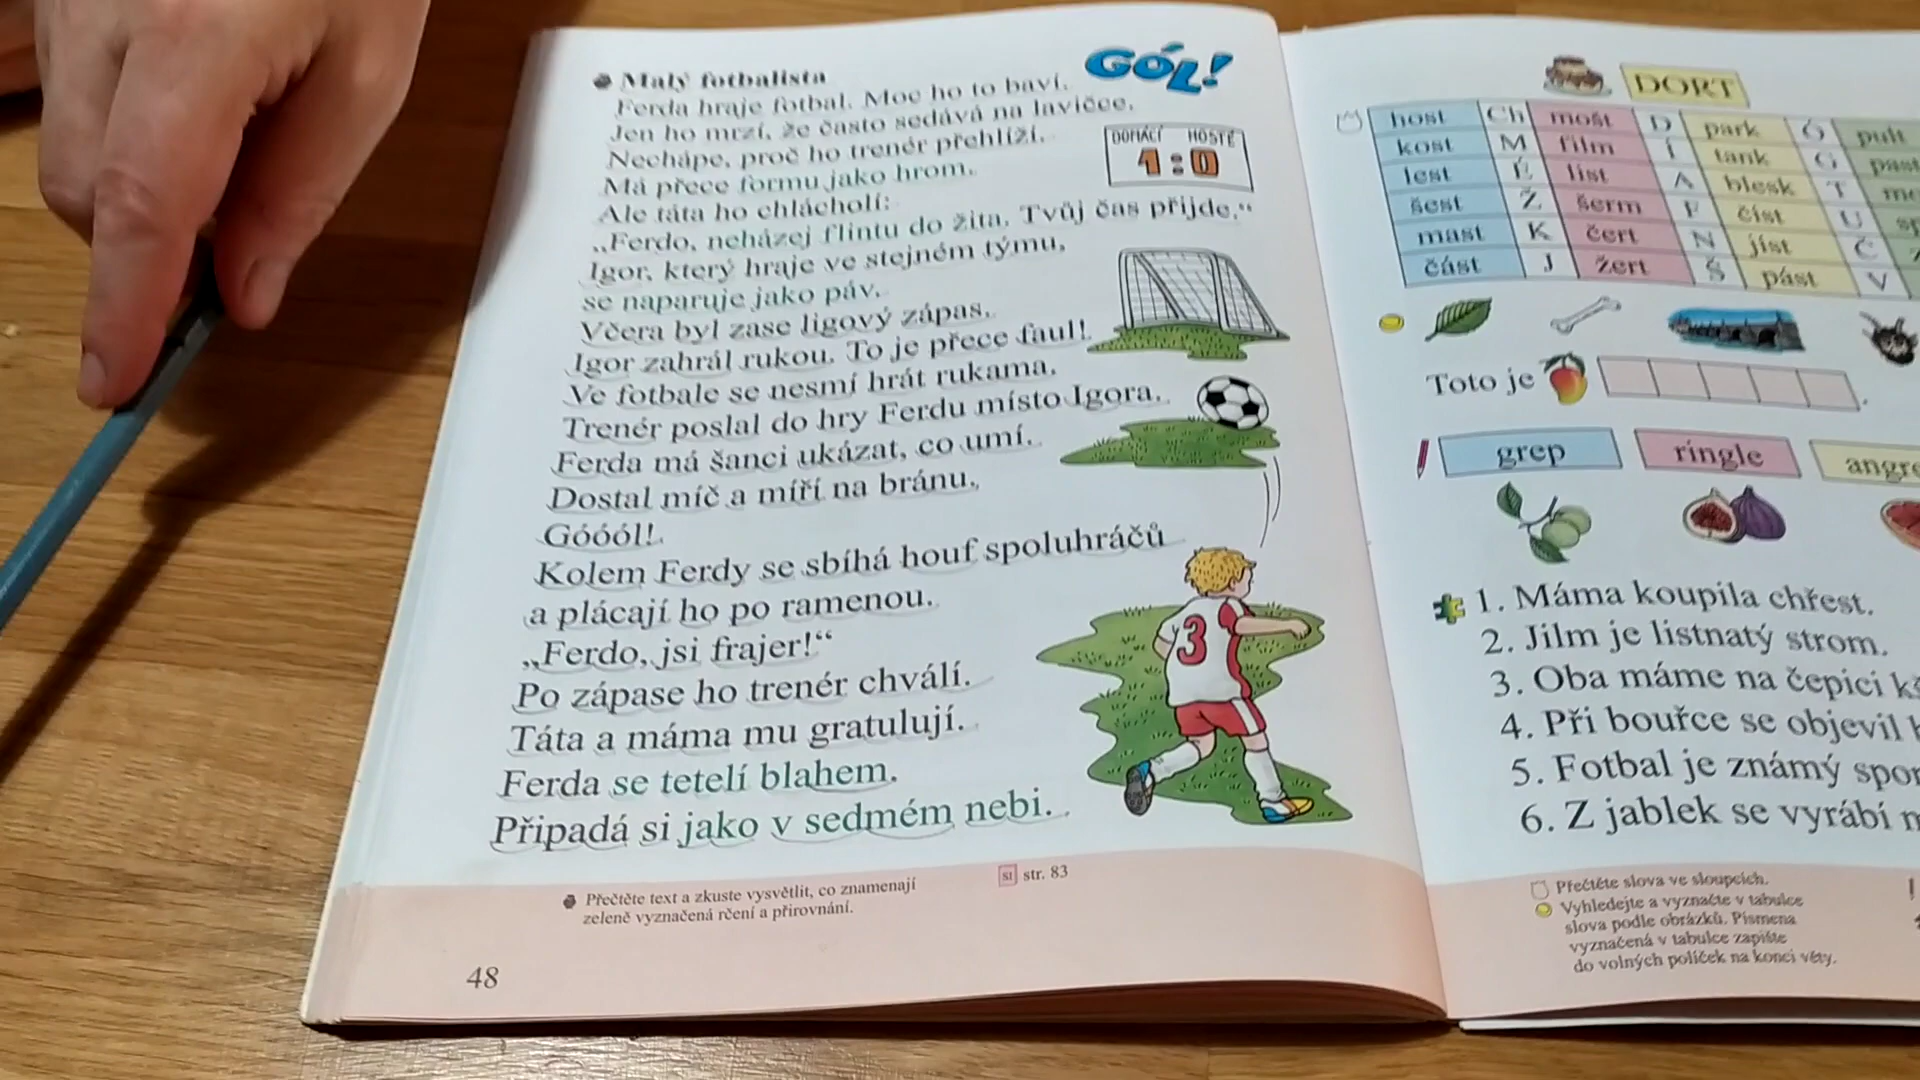 Malý fotbalista
GÓL!
Ferda hraje fotbal. Moc ho to baví.
Jen ho mrzí, že často sedává na lavičce.
Nechápe, proč ho trenér přehlíží.
Má přece formu jako hrom.
Ale táta ho chlácholí:
„Ferdo, neházej flintu do žita. Tvůj čas přijde.“
Igor, který hraje ve stejném týmu,
se naparuje jako páv.
Včera byl zase ligový zápas.
Igor zahrál rukou. To je přece faul!
Ve fotbale se nesmí hrát rukama.
Trenér poslal do hry Ferdu místo Igora.
Ferda má šanci ukázat, co umí.
Dostal míč a míří na bránu.
Góóól!
Kolem Ferdy se sbíhá houf spoluhráčů
a plácají ho po ramenou.
„Ferdo, jsi frajer!“
Po zápase ho trenér chválí.
Táta a máma mu gratulují.
Ferda se tetelí blahem.
Připadá si jako v sedmém nebi.
DOMÁCÍ HOSTÉ
1:0
3
Přečtěte text a zkuste vysvětlit, co znamenají
zeleně vyznačená rčení a přirovnání.
str. 83
48
DORT
host Ch mošt D park Ó pult
kost M film Í tank G
lest É list A blesk T
šest Ž šerm F číst U
mast K čert N jíst Č
část J žert Š pást V
Toto je
grep ringle
1. Máma koupila chřest.
2. Jilm je listnatý strom.
3. Oba máme na čepici
4. Při bouřce se objevil
5. Fotbal je známý
6. Z jablek se vyrábí
Přečtěte slova ve sloupcích.
Vyhledejte a vyznačte v tabulce
slova podle obrázků. Písmena
vyznačená v tabulce zapište
do volných políček na konci věty.